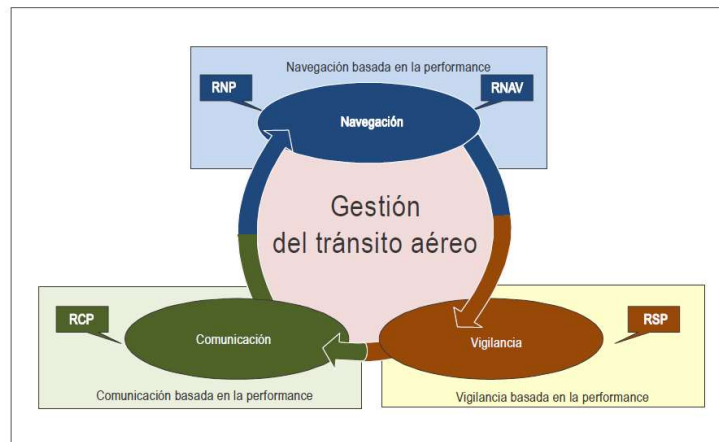 Navegación basada en la performance
RNP
RNAV
Navegación
Gestión
del tránsito aéreo
RCP
RSP
Comunicación
Vigilancia
Comunicación basada en la performance
Vigilancia basada en la performance